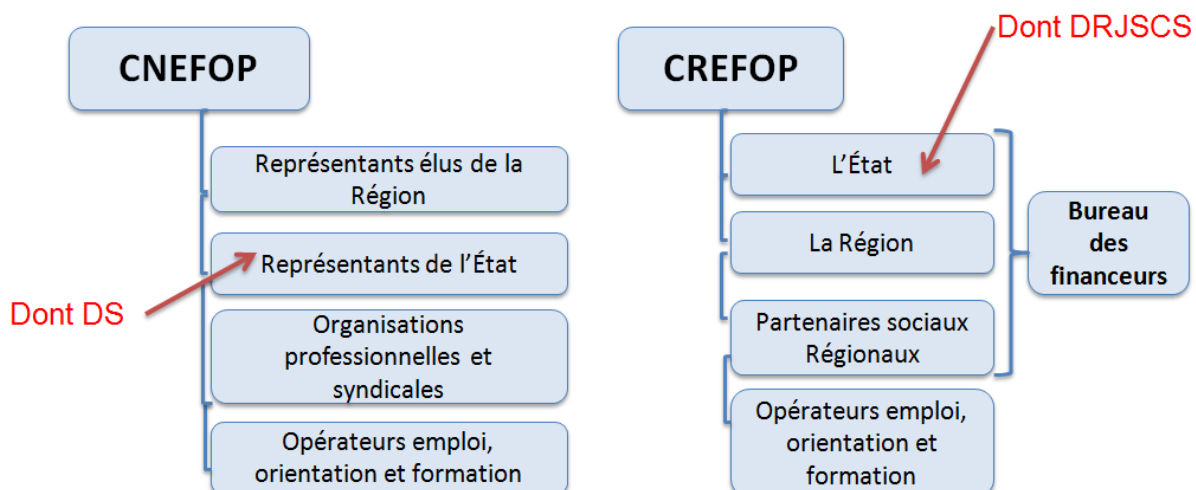 Dont DRJSCS
CNEFOP
CREFOP
Représentants élus de la
Région
Représentants de l’État
Dont DS
Organisations
professionnelles et
syndicales
Opérateurs emploi,
orientation et formation
L’État
La Région
Partenaires sociaux
Régionaux
Opérateurs emploi,
orientation et
formation
Bureau
des
financeurs